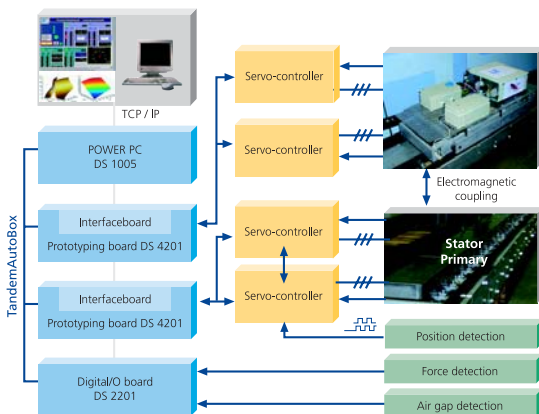 TCP / IP
POWER PC
DS 1005
Interfaceboard
Prototyping board DS 4201
Interfaceboard
Prototyping board DS 4201
Digital/O board
DS 2201
TandemAutoBox
Servo-controller
Servo-controller
Servo-controller
Servo-controller
Electromagnetic
coupling
Stator
Primary
Position detection
Force detection
Air gap detection